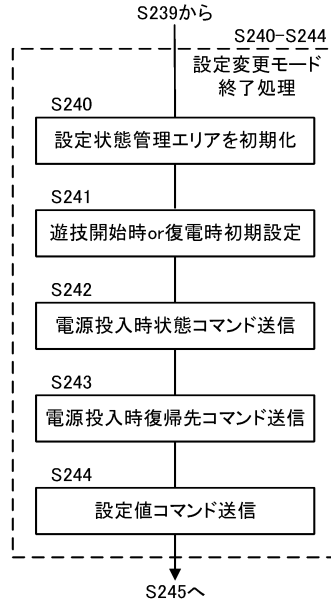 S239から
S240-S244
設定変更モード
終了処理
S240
設定状態管理エリアを初期化
S241
遊技開始時or復電時初期設定
S242
電源投入時状態コマンド送信
S243
電源投入時復帰先コマンド送信
S244
設定値コマンド送信
S245へ